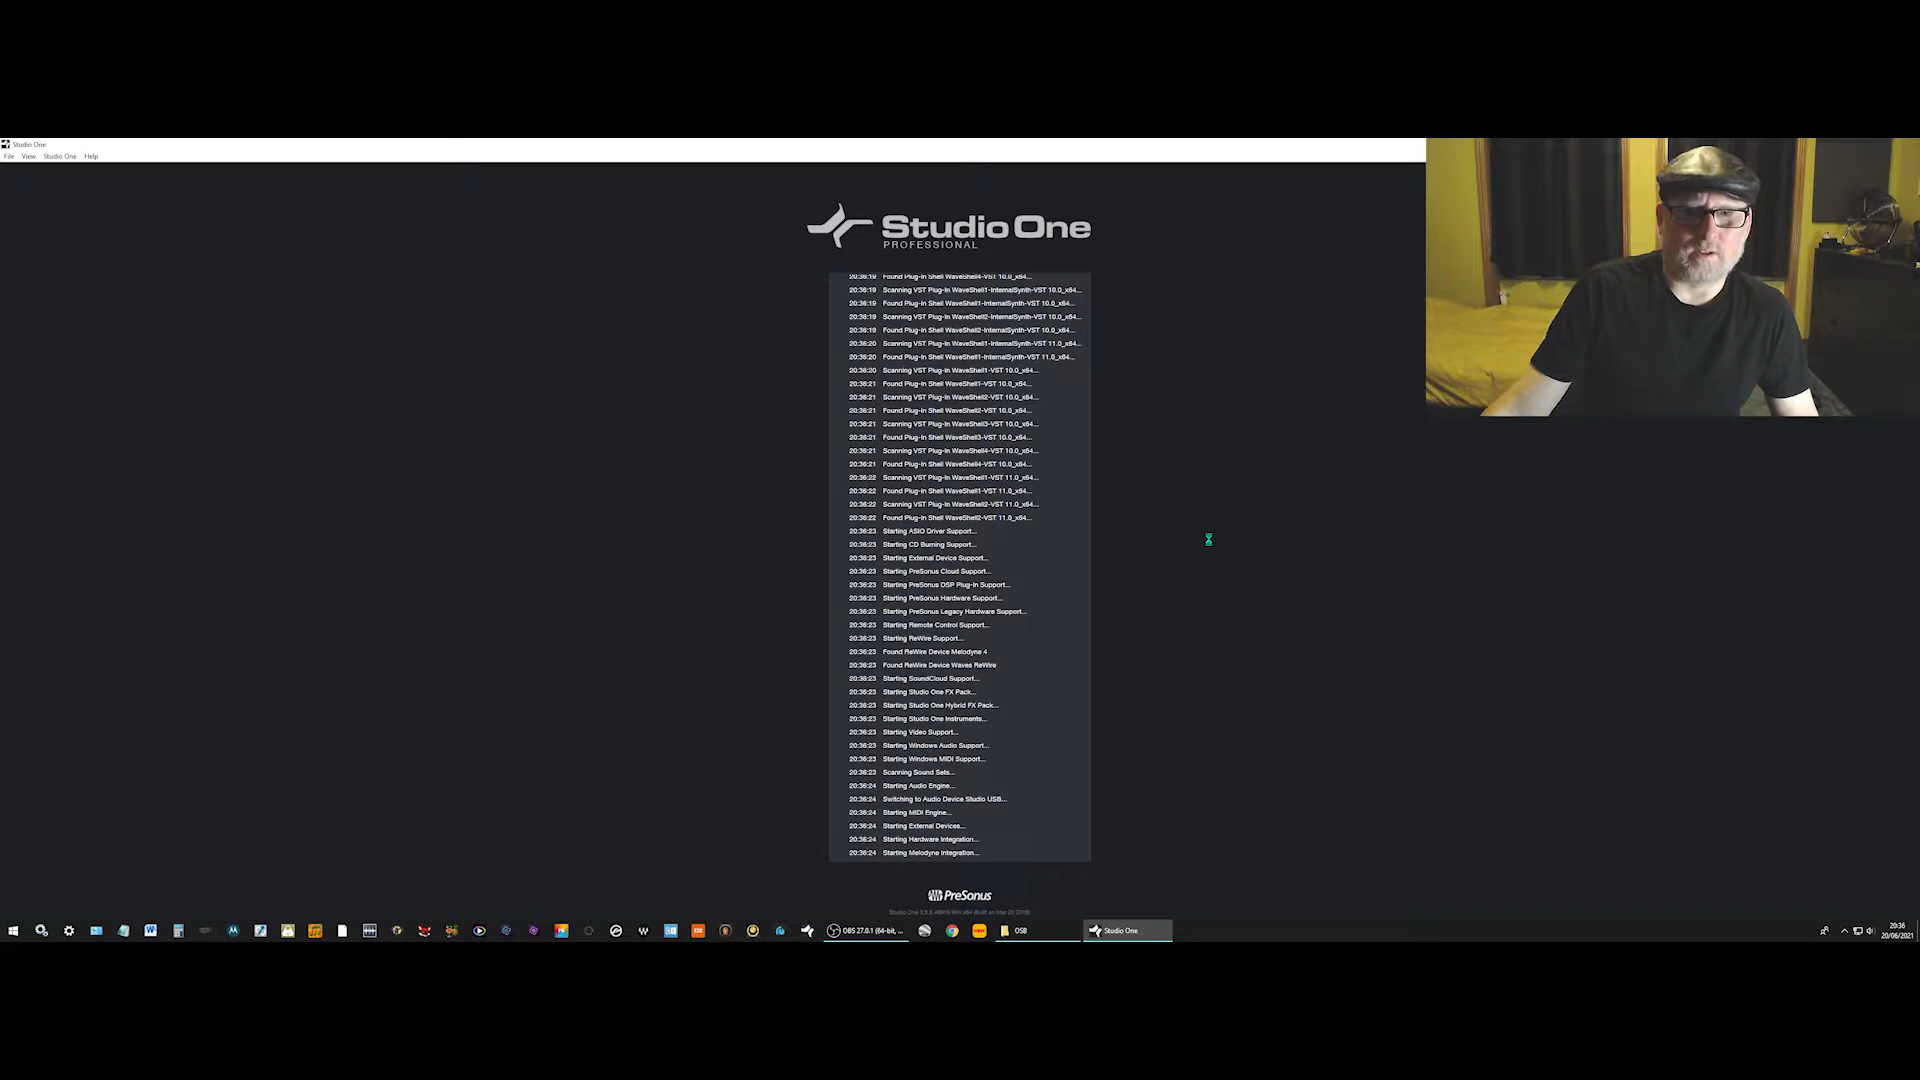 Studio One
File View Studio One Help
Studio One
PROFESSIONAL
20:36:19 Found Plug-In Shell WaveShell4-VST 10.0_x64...
20:36:19 Scanning VST Plug-In WaveShell1-InternalSynth-VST 10.0_x64...
20:36:19 Found Plug-In Shell WaveShell1-InternalSynth-VST 10.0_x64...
20:36:19 Scanning VST Plug-In WaveShell2-InternalSynth-VST 10.0_x64...
20:36:19 Found Plug-In Shell WaveShell2-InternalSynth-VST 10.0_x64...
20:36:20 Scanning VST Plug-In WaveShell1-InternalSynth-VST 11.0_x64...
20:36:20 Found Plug-In Shell WaveShell1-InternalSynth-VST 11.0_x64...
20:36:20 Scanning VST Plug-In WaveShell1-VST 10.0_x64...
20:36:21 Found Plug-In Shell WaveShell1-VST 10.0_x64...
20:36:21 Scanning VST Plug-In WaveShell2-VST 10.0_x64...
20:36:21 Found Plug-In Shell WaveShell2-VST 10.0_x64...
20:36:21 Scanning VST Plug-In WaveShell3-VST 10.0_x64...
20:36:21 Found Plug-In Shell WaveShell3-VST 10.0_x64...
20:36:21 Scanning VST Plug-In WaveShell4-VST 10.0_x64...
20:36:21 Found Plug-In Shell WaveShell4-VST 10.0_x64...
20:36:22 Scanning VST Plug-In WaveShell1-VST 11.0_x64...
20:36:22 Found Plug-In Shell WaveShell1-VST 11.0_x64...
20:36:22 Scanning VST Plug-In WaveShell2-VST 11.0_x64...
20:36:22 Found Plug-In Shell WaveShell2-VST 11.0_x64...
20:36:23 Starting ASIO Driver Support...
20:36:23 Starting CD Burning Support...
20:36:23 Starting External Device Support...
20:36:23 Starting PreSonus Cloud Support...
20:36:23 Starting PreSonus DSP Plug-In Support...
20:36:23 Starting PreSonus Hardware Support...
20:36:23 Starting PreSonus Legacy Hardware Support...
20:36:23 Starting Remote Control Support...
20:36:23 Starting ReWire Support...
20:36:23 Found ReWire Device Melodyne 4
20:36:23 Found ReWire Device Waves ReWire
20:36:23 Starting SoundCloud Support...
20:36:23 Starting Studio One FX Pack...
20:36:23 Starting Studio One Hybrid FX Pack...
20:36:23 Starting Studio One Instruments...
20:36:23 Starting Video Support...
20:36:23 Starting Windows Audio Support...
20:36:23 Starting Windows MIDI Support...
20:36:23 Scanning Sound Sets...
20:36:24 Starting Audio Engine...
20:36:24 Switching to Audio Device Studio USB...
20:36:24 Starting MIDI Engine...
20:36:24 Starting External Devices...
20:36:24 Starting Hardware Integration...
20:36:24 Starting Melodyne Integration...
PreSonus
OBS 27.0.1 (64-bit, ...
OSB
Studio One
20:36
20/06/2021